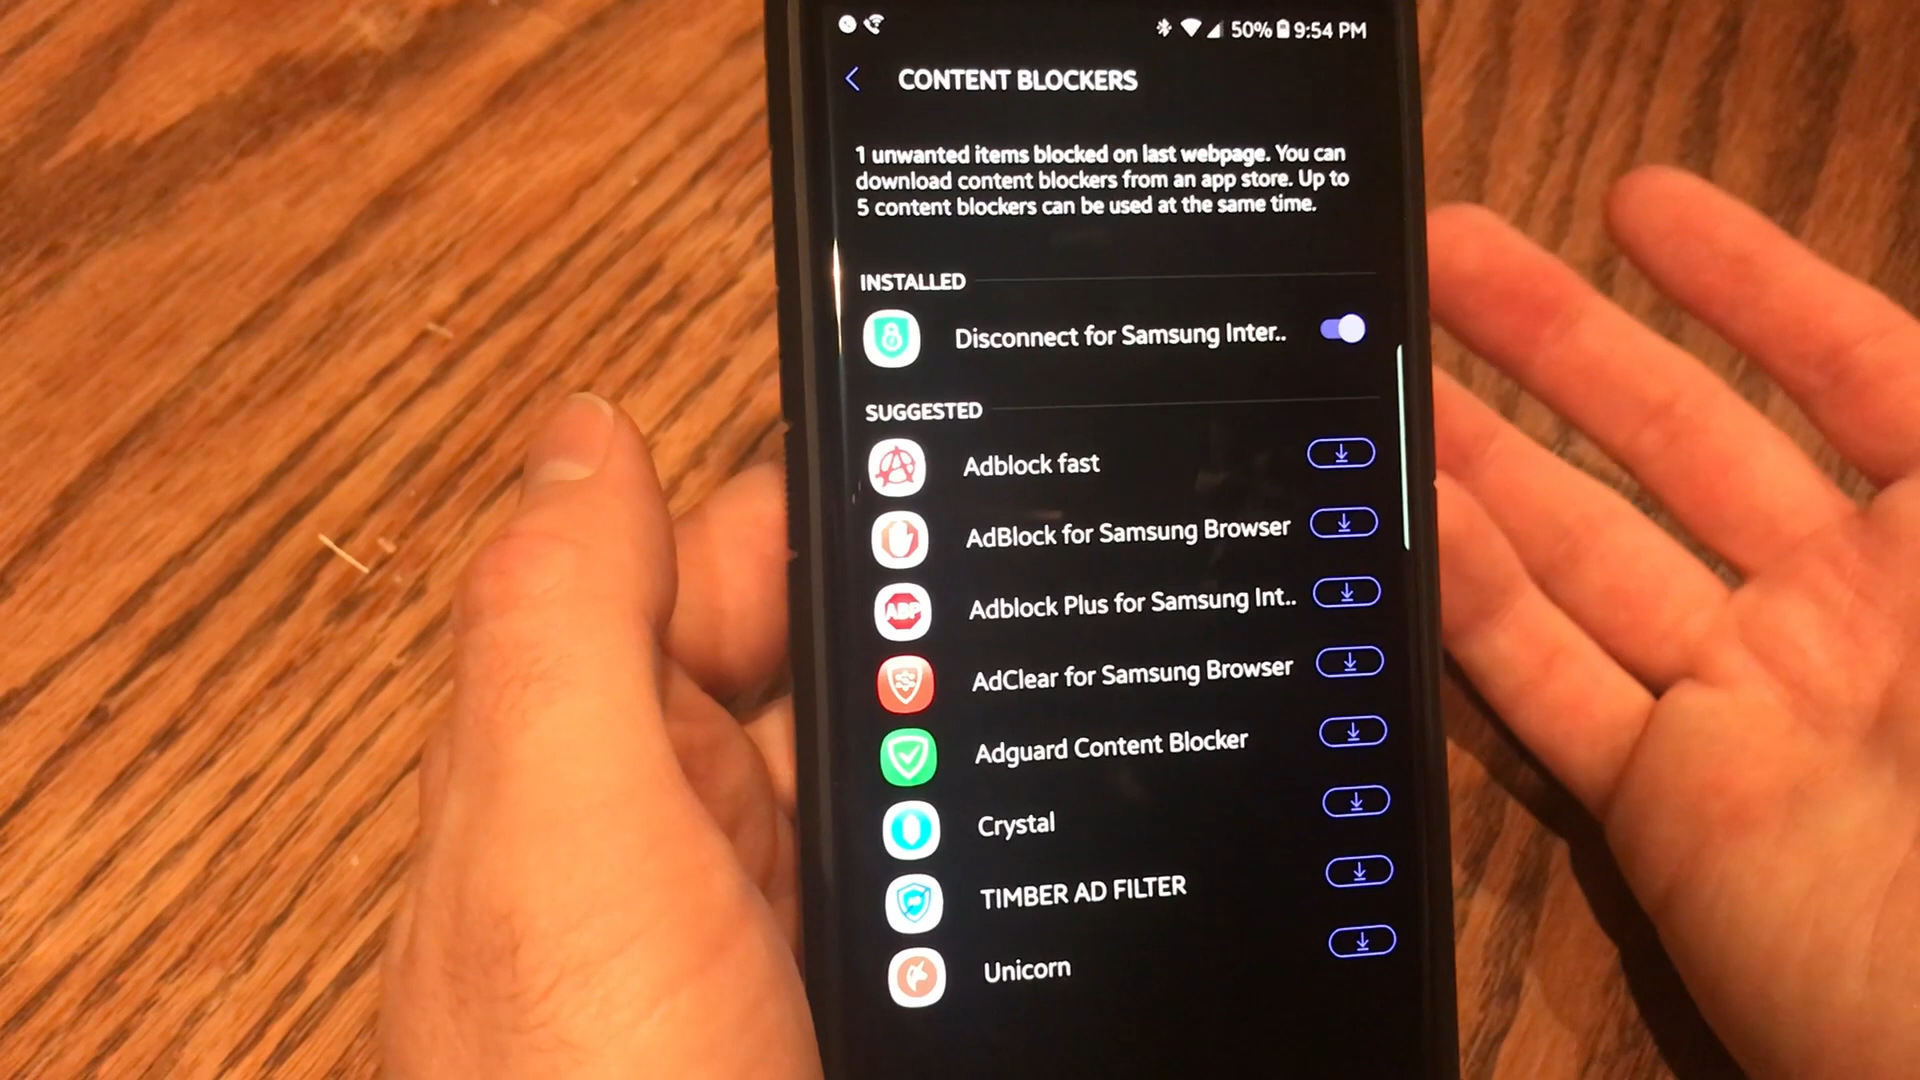 50% 9:54 PM
CONTENT BLOCKERS
1 unwanted items blocked on last webpage. You can
download content blockers from an app store. Up to
5 content blockers can be used at the same time.
INSTALLED
Disconnect for Samsung Inter..
SUGGESTED
Adblock fast
AdBlock for Samsung Browser
ABP
Adblock Plus for Samsung Int..
AdClear for Samsung Browser
Adguard Content Blocker
Crystal
TIMBER AD FILTER
Unicorn